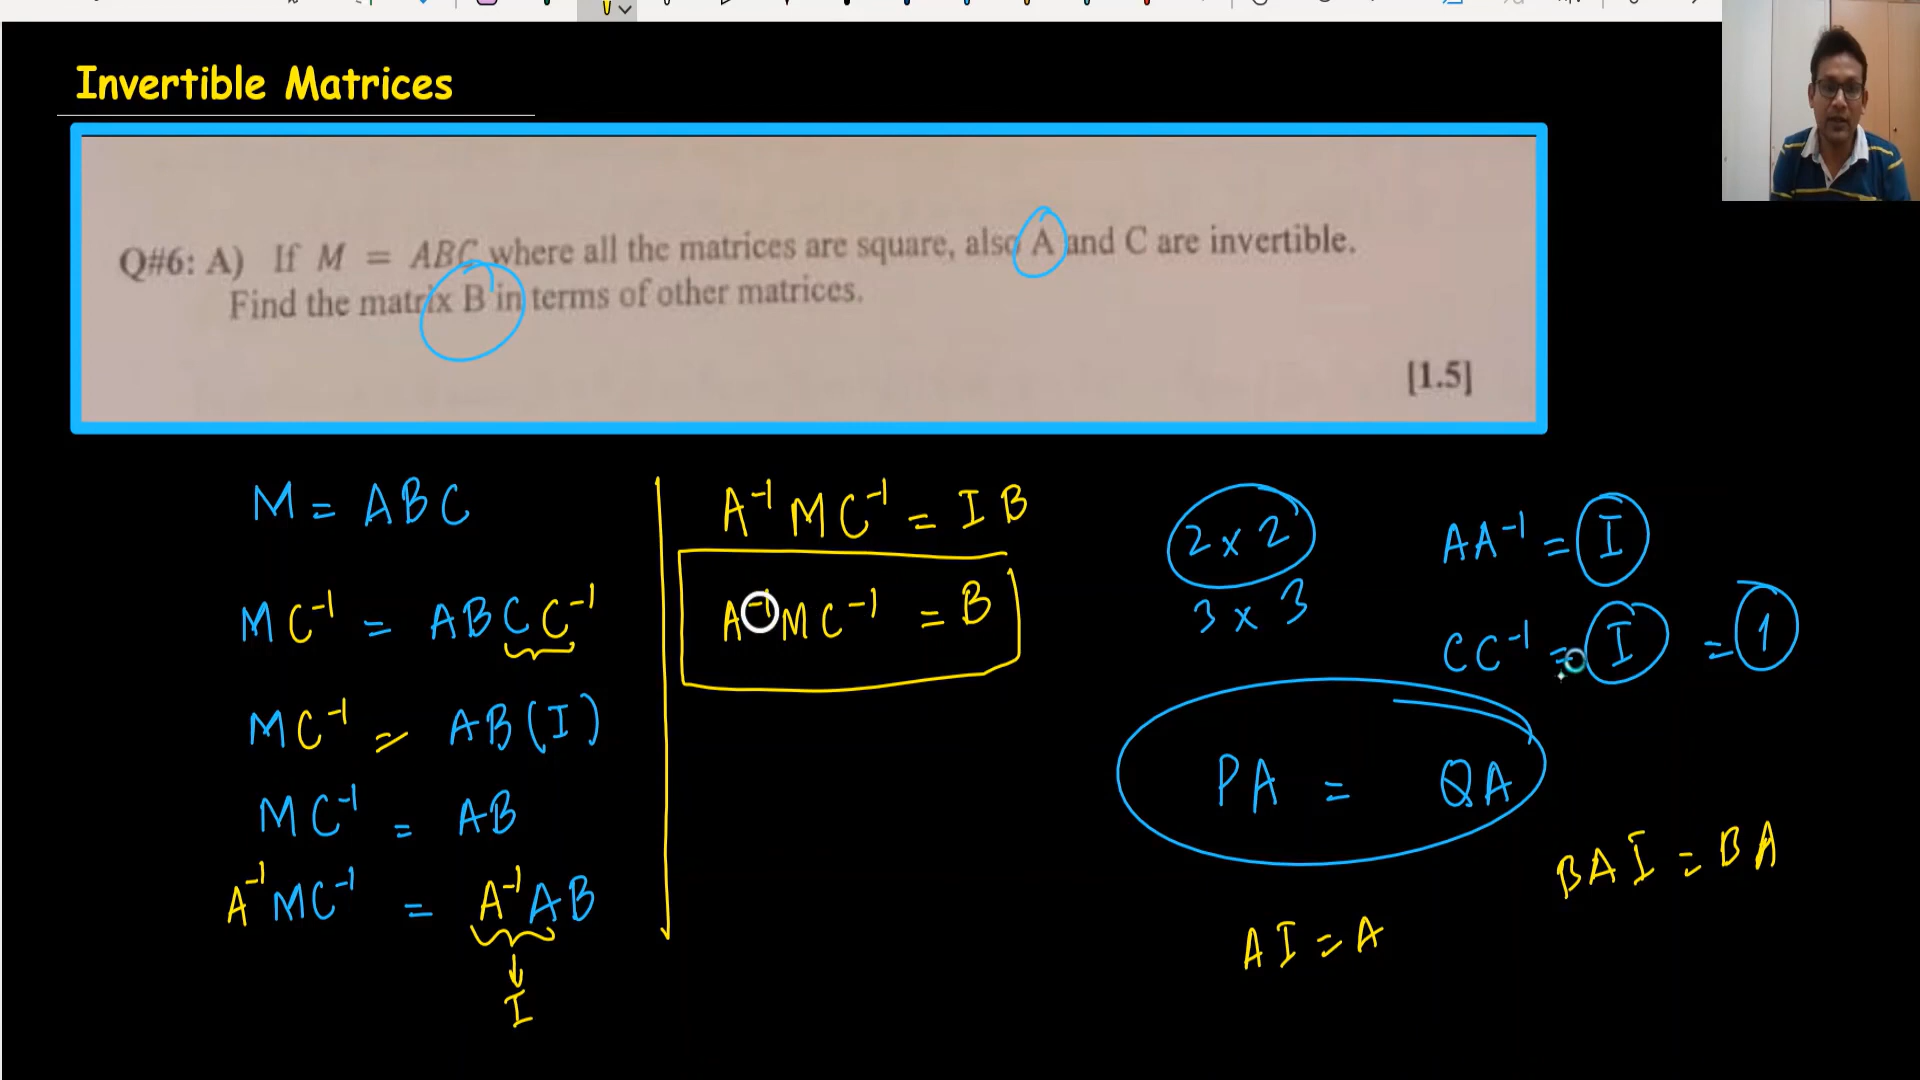 Invertible Matrices
Q#6: A) If M = ABC where all the matrices are square, also A and C are invertible.
Find the matrix B in terms of other matrices.
[1.5]
M = ABC
MC⁻¹ = ABCC⁻¹
MC⁻¹ = AB(I)
MC⁻¹ = AB
A⁻¹MC⁻¹ = A⁻¹AB
I
A⁻¹MC⁻¹ = IB
A⁻¹MC⁻¹ = B
2 x 2
3 x 3
AA⁻¹ = I
CC⁻¹ = I = 1
PA = QA
BAI = BA
AI = A